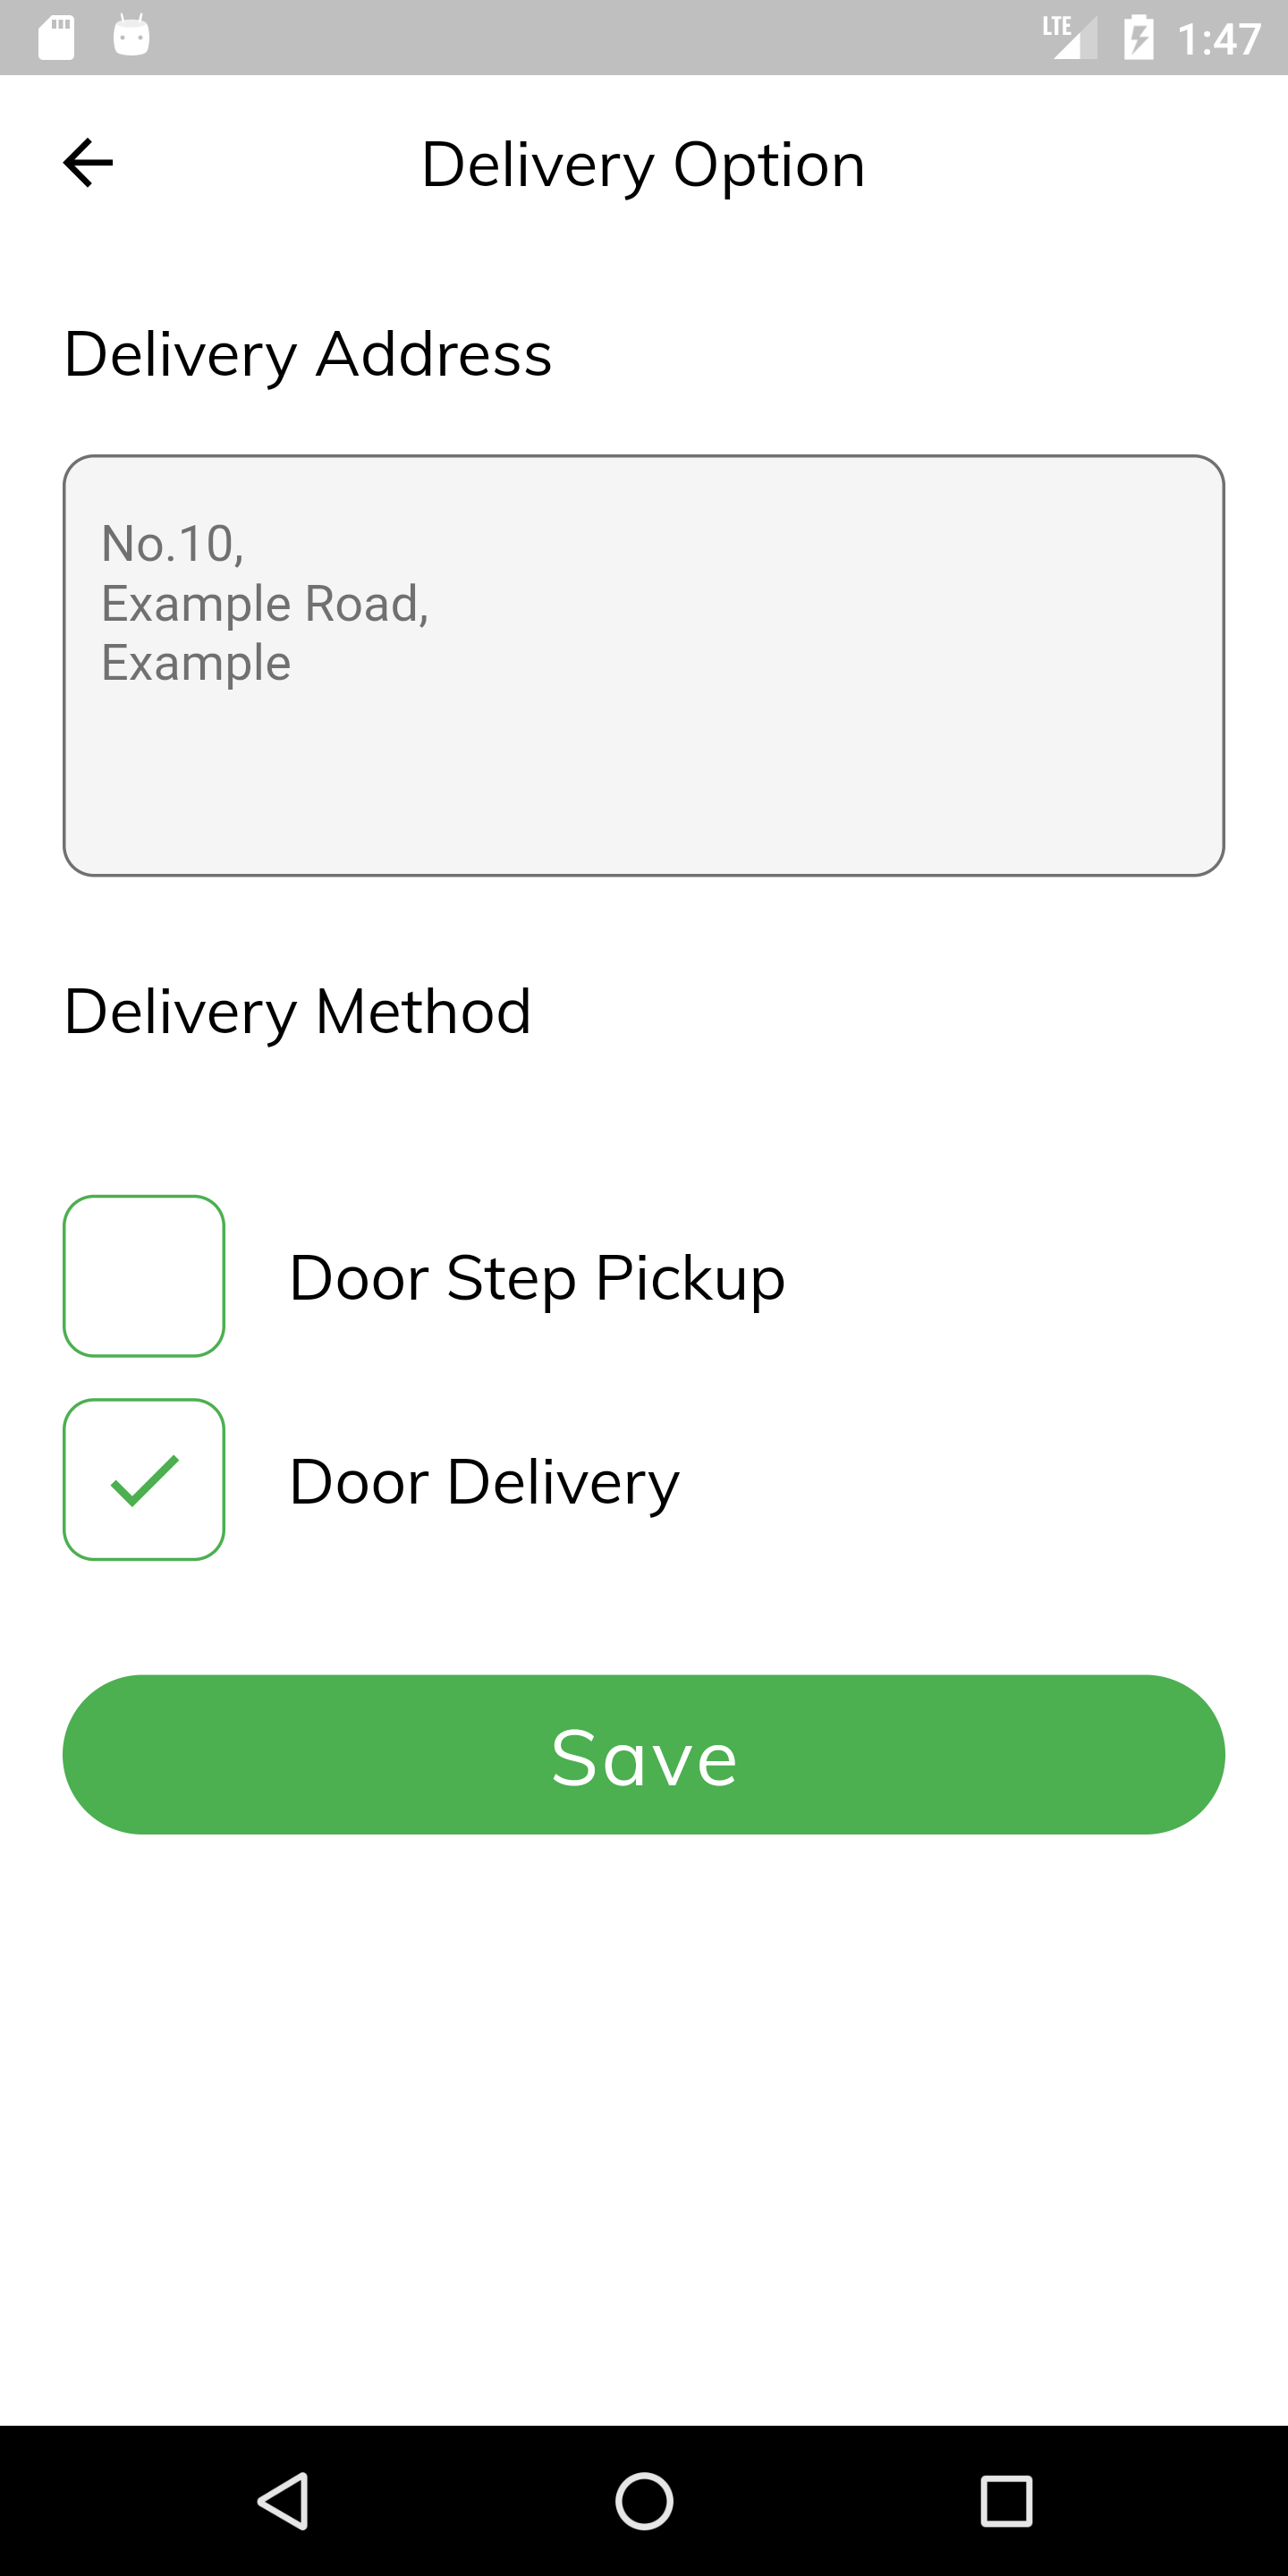 LTE 1:47
Delivery Option
Delivery Address
No.10,
Example Road,
Example
Delivery Method
Door Step Pickup
Door Delivery
Save